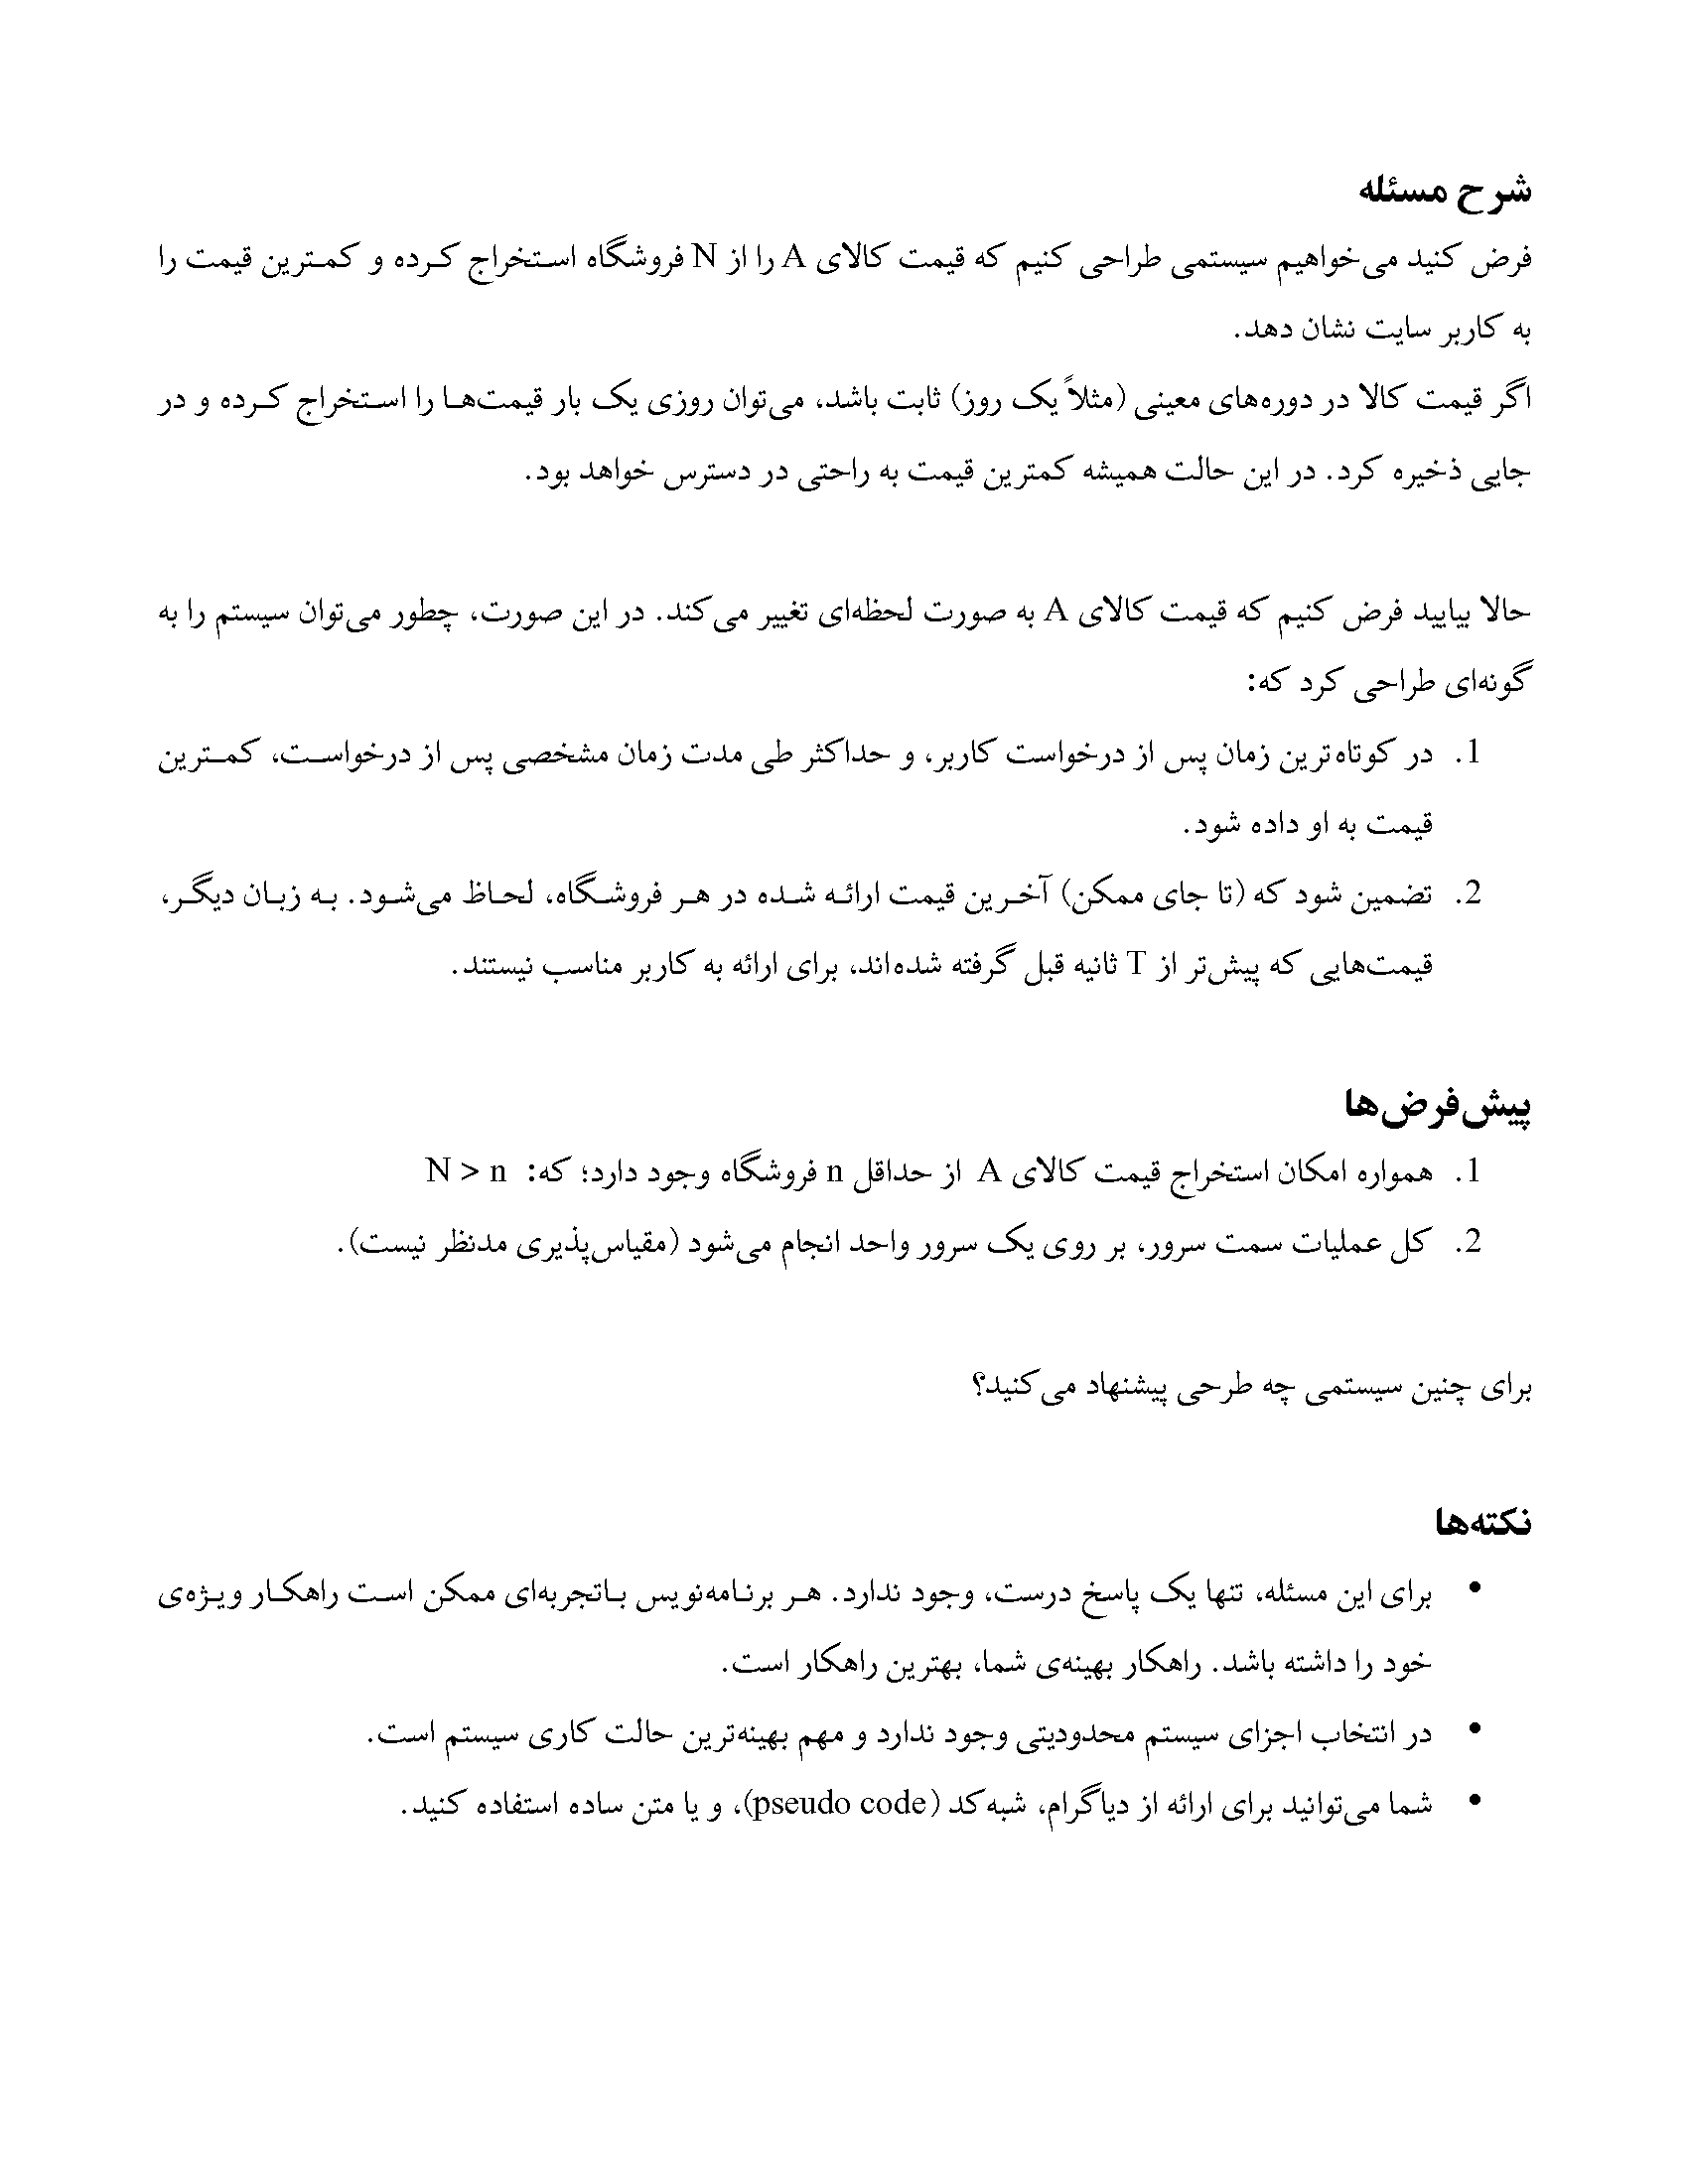 شرح مسئله
فرض کنید می‌خواهیم سیستمی طراحی کنیم که قیمت کالای A را از N فروشگاه استخراج کرده و کمترین قیمت را
به کاربر سایت نشان دهد.
اگر قیمت کالا در دوره‌های معینی (مثلاً یک روز) ثابت باشد، می‌توان روزی یک بار قیمت‌ها را استخراج کرده و در
جایی ذخیره کرد. در این حالت همیشه کمترین قیمت به راحتی در دسترس خواهد بود.
حالا بیایید فرض کنیم که قیمت کالای A به صورت لحظه‌ای تغییر می‌کند. در این صورت، چطور می‌توان سیستم را به
گونه‌ای طراحی کرد که:
1. در کوتاه‌ترین زمان پس از درخواست کاربر، و حداکثر طی مدت زمان مشخصی پس از درخواست، کمترین
قیمت به او داده شود.
2. تضمین شود که (تا جای ممکن) آخرین قیمت ارائه شده در هر فروشگاه، لحاظ می‌شود. به زبان دیگر،
قیمت‌هایی که پیش‌تر از T ثانیه قبل گرفته شده‌اند، برای ارائه به کاربر مناسب نیستند.
پیش‌فرض‌ها
1. همواره امکان استخراج قیمت کالای A از حداقل n فروشگاه وجود دارد؛ که: N > n
2. کل عملیات سمت سرور، بر روی یک سرور واحد انجام می‌شود (مقیاس‌پذیری مدنظر نیست).
برای چنین سیستمی چه طرحی پیشنهاد می‌کنید؟
نکته‌ها
• برای این مسئله، تنها یک پاسخ درست، وجود ندارد. هر برنامه‌نویس باتجربه‌ای ممکن است راهکار ویژه‌ی
خود را داشته باشد. راهکار بهینه‌ی شما، بهترین راهکار است.
• در انتخاب اجزای سیستم محدودیتی وجود ندارد و مهم بهینه‌ترین حالت کاری سیستم است.
• شما می‌توانید برای ارائه از دیاگرام، شبه‌کد (pseudo code)، و یا متن ساده استفاده کنید.